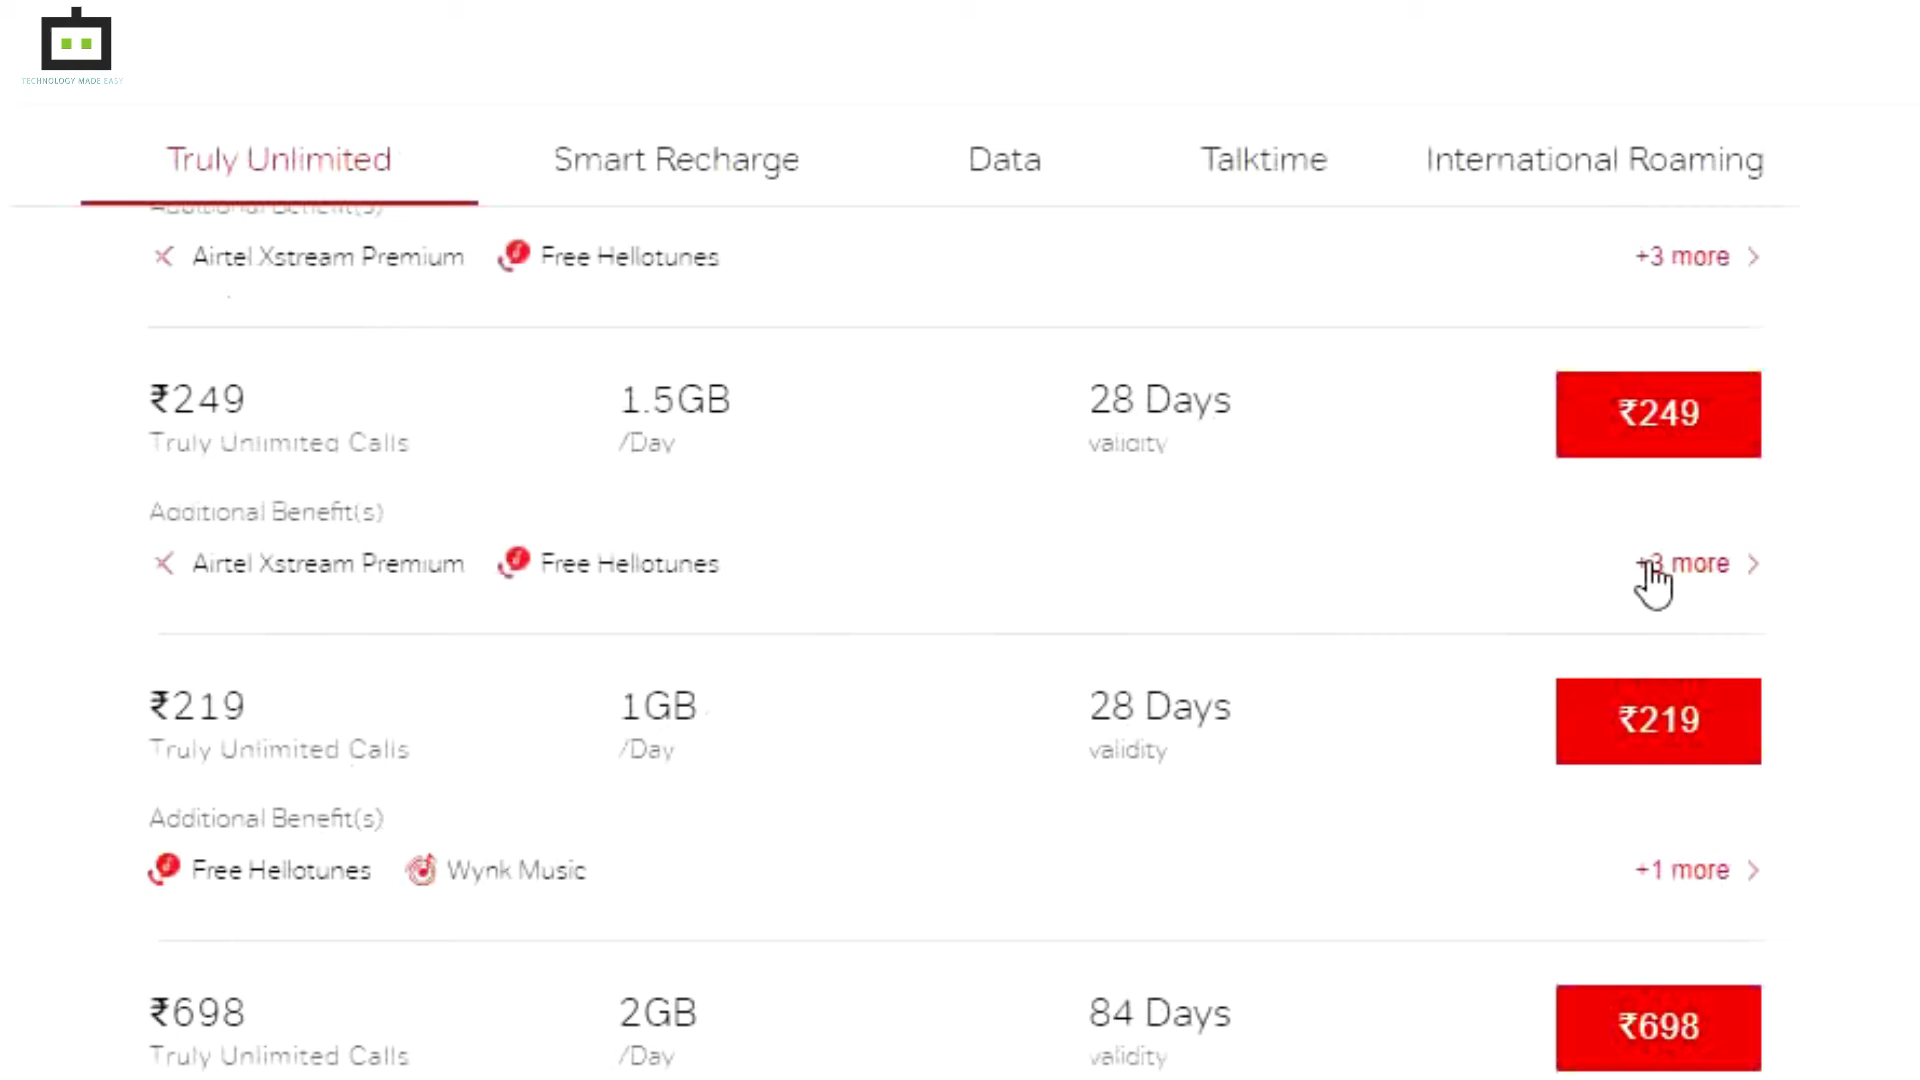 TECHNOLOGY MADE EASY
Truly Unlimited Smart Recharge Data Talktime International Roaming
Additional Benefit(s)
Airtel Xstream Premium Free Hellotunes +3 more
₹249 1.5GB 28 Days ₹249
Truly Unlimited Calls /Day validity
Additional Benefit(s)
Airtel Xstream Premium Free Hellotunes +3 more
₹219 1GB 28 Days ₹219
Truly Unlimited Calls /Day validity
Additional Benefit(s)
Free Hellotunes Wynk Music +1 more
₹698 2GB 84 Days ₹698
Truly Unlimited Calls /Day validity